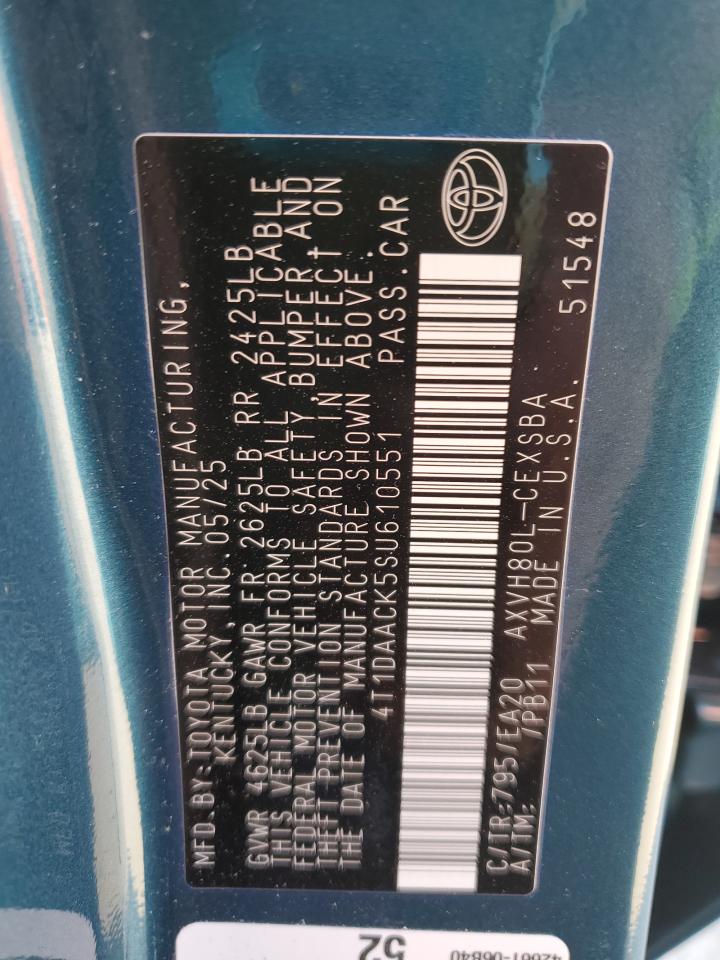 MFD.BY:TOYOTA MOTOR MANUFACTURING,
KENTUCKY, INC.05/25
GVWR 4625LB GAWR FR 2625LB RR 2425LB
THIS VEHICLE CONFORMS TO ALL APPLICABLE
FEDERAL MOTOR VEHICLE SAFETY, BUMPER,AND
THEFT PREVENTION STANDARDS IN EFFECT ON
THE DATE OF MANUFACTURE SHOWN ABOVE.
4T1DAACK5SU610551 PASS.CAR
C/TR:795/EA20 AXVH80L-CEXSBA
A/TM: /PB11 MADE IN U.S.A. 51548
52
42661-06B40